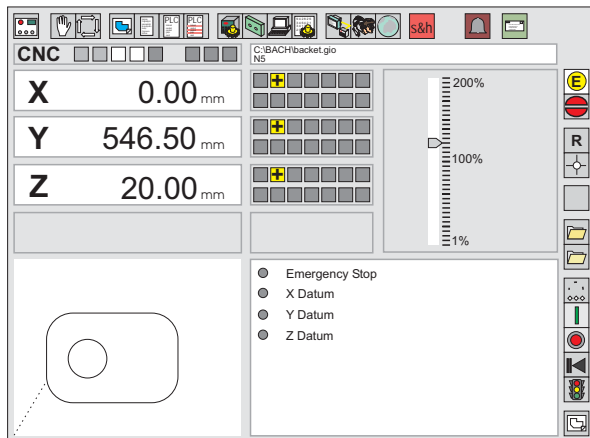 PLC
PLC
s&h
CNC
C:\BACH\backet.gio
N5
X 0.00 mm
Y 546.50 mm
Z 20.00 mm
200%
100%
1%
E
R
Emergency Stop
X Datum
Y Datum
Z Datum